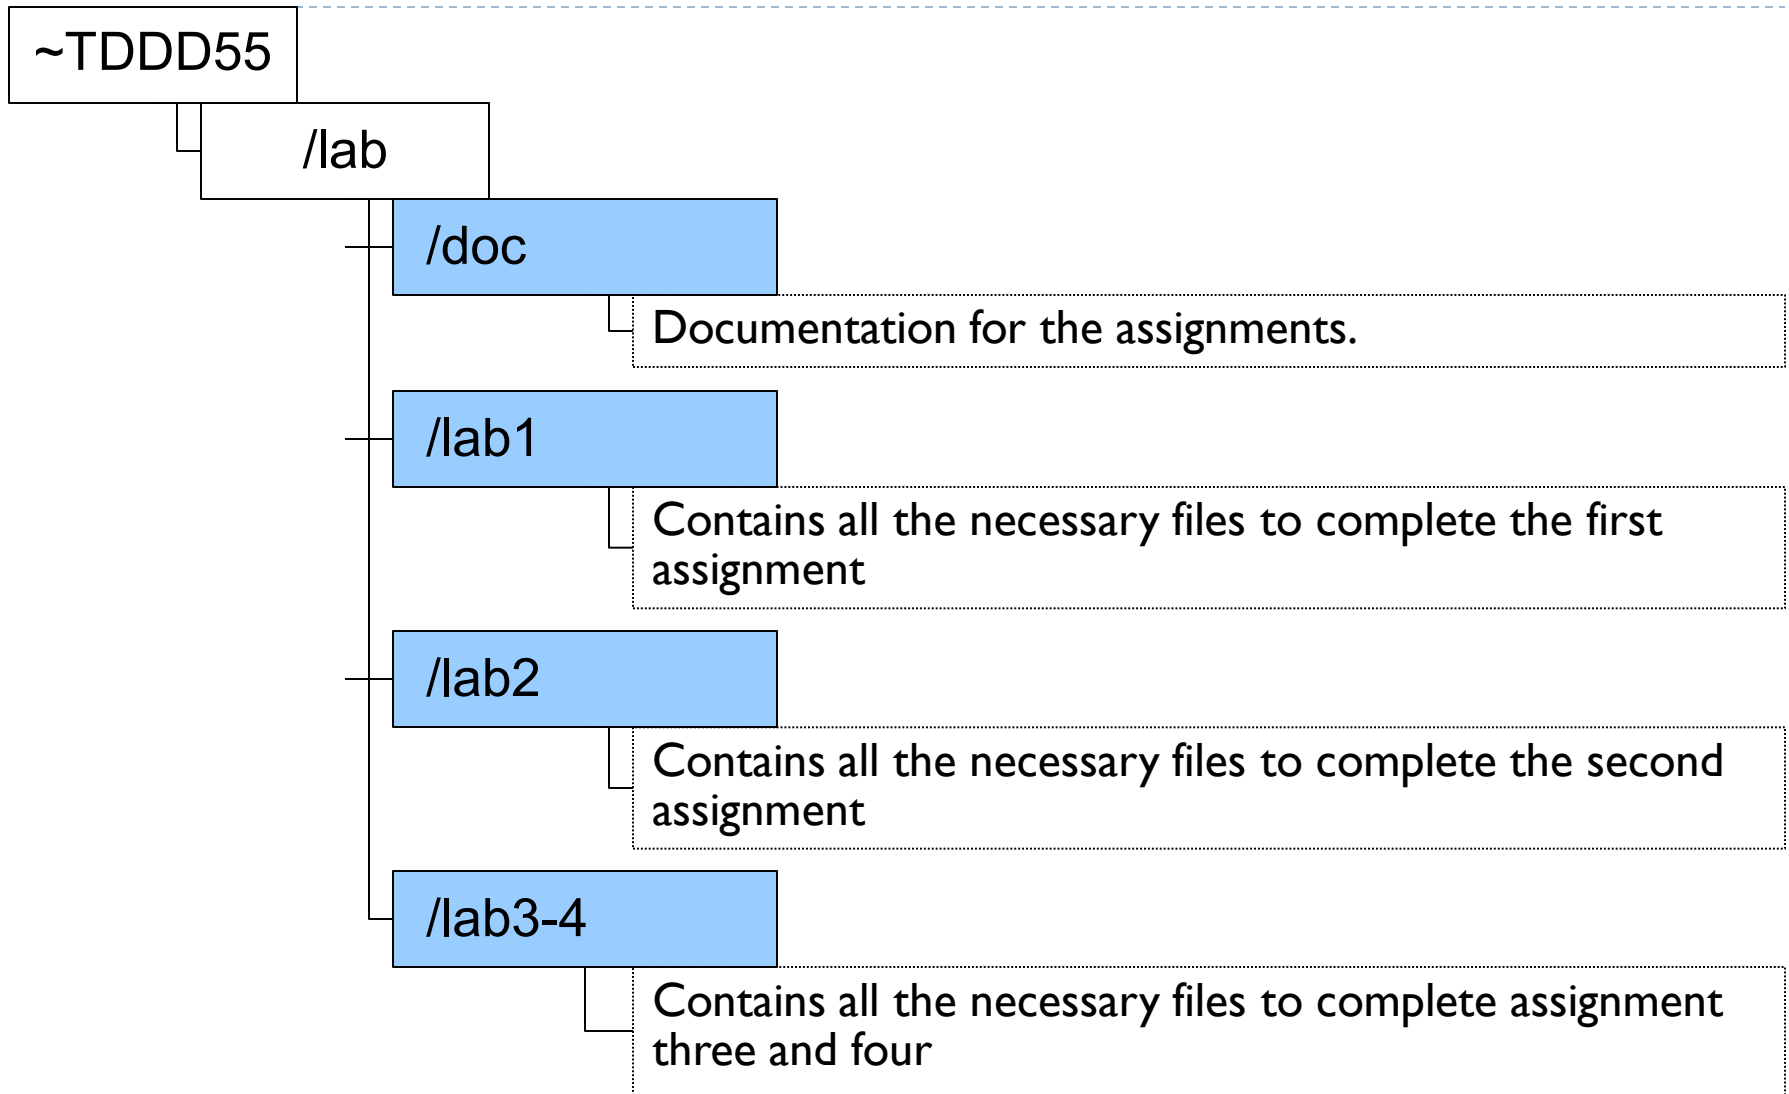 ~TDDD55
/lab
/doc
Documentation for the assignments.
/lab1
Contains all the necessary files to complete the first
assignment
/lab2
Contains all the necessary files to complete the second
assignment
/lab3-4
Contains all the necessary files to complete assignment
three and four